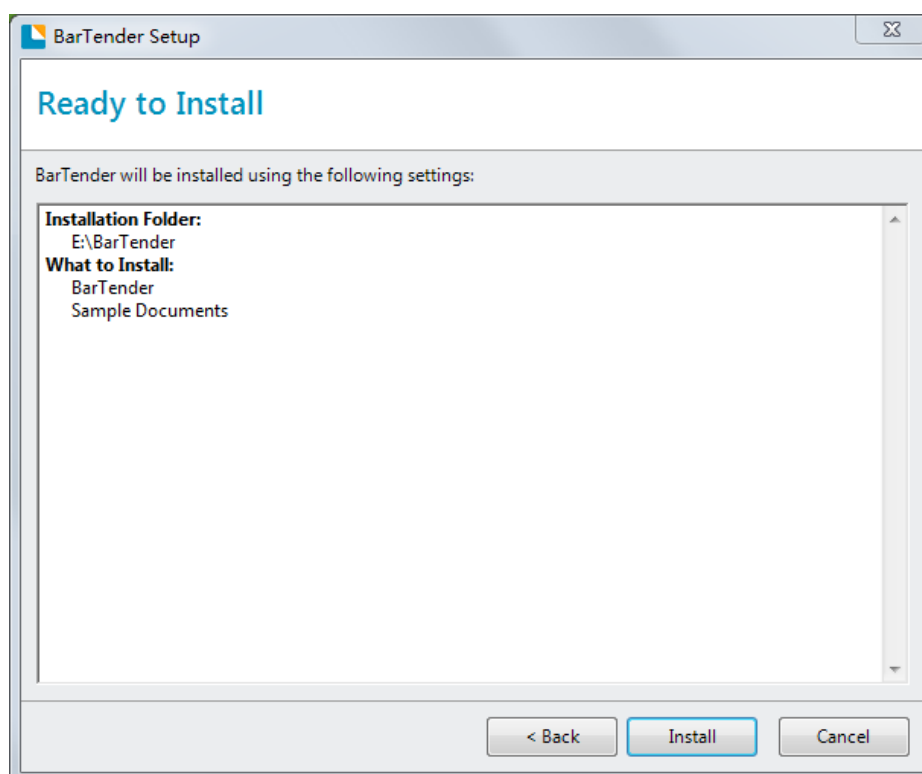 BarTender Setup
Ready to Install
BarTender will be installed using the following settings:
Installation Folder:
E:\BarTender
What to Install:
BarTender
Sample Documents
< Back Install Cancel